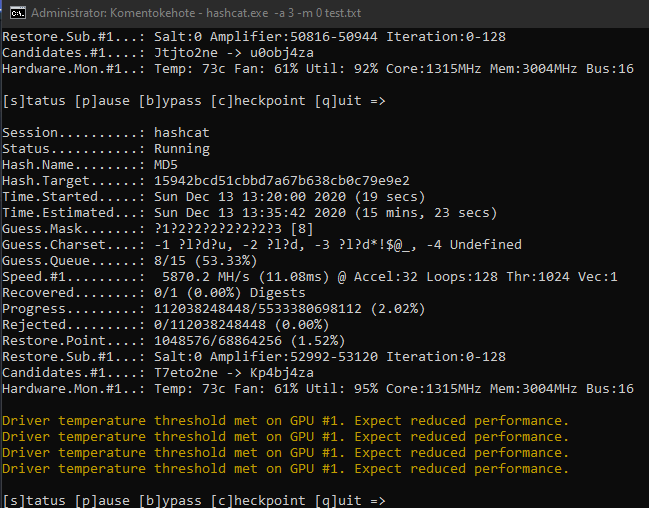 Administrator: Komentokehote - hashcat.exe -a 3 -m 0 test.txt
Restore.Sub.#1...: Salt:0 Amplifier:50816-50944 Iteration:0-128
Candidates.#1....: Jtjto2ne -> u0obj4za
Hardware.Mon.#1..: Temp: 73c Fan: 61% Util: 92% Core:1315MHz Mem:3004MHz Bus:16
[s]tatus [p]ause [b]ypass [c]heckpoint [q]uit =>
Session..........: hashcat
Status...........: Running
Hash.Name........: MD5
Hash.Target......: 15942bcd51cbbd7a67b638cb0c79e9e2
Time.Started.....: Sun Dec 13 13:20:00 2020 (19 secs)
Time.Estimated...: Sun Dec 13 13:35:42 2020 (15 mins, 23 secs)
Guess.Mask.......: ?1?2?2?2?2?2?2?3 [8]
Guess.Charset....: -1 ?l?d?u, -2 ?l?d, -3 ?l?d*!$@_, -4 Undefined
Guess.Queue......: 8/15 (53.33%)
Speed.#1.........: 5870.2 MH/s (11.08ms) @ Accel:32 Loops:128 Thr:1024 Vec:1
Recovered........: 0/1 (0.00%) Digests
Progress.........: 112038248448/5533380698112 (2.02%)
Rejected.........: 0/112038248448 (0.00%)
Restore.Point....: 1048576/68864256 (1.52%)
Restore.Sub.#1...: Salt:0 Amplifier:52992-53120 Iteration:0-128
Candidates.#1....: T7eto2ne -> Kp4bj4za
Hardware.Mon.#1..: Temp: 73c Fan: 61% Util: 95% Core:1315MHz Mem:3004MHz Bus:16
Driver temperature threshold met on GPU #1. Expect reduced performance.
Driver temperature threshold met on GPU #1. Expect reduced performance.
Driver temperature threshold met on GPU #1. Expect reduced performance.
Driver temperature threshold met on GPU #1. Expect reduced performance.
[s]tatus [p]ause [b]ypass [c]heckpoint [q]uit =>